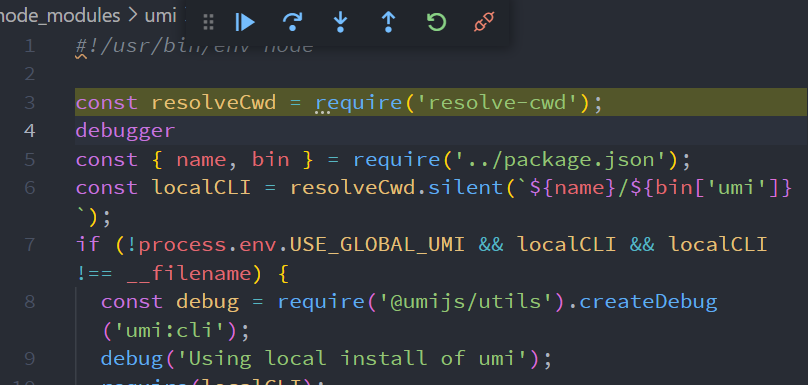 node_modules > umi
1 #!/usr/bin/env node
2
3 const resolveCwd = require('resolve-cwd');
4 debugger
5 const { name, bin } = require('../package.json');
6 const localCLI = resolveCwd.silent(`${name}/${bin['umi']}
`);
7 if (!process.env.USE_GLOBAL_UMI && localCLI && localCLI
!== __filename) {
8 const debug = require('@umijs/utils').createDebug
('umi:cli');
9 debug('Using local install of umi');
10 require(localCLI);